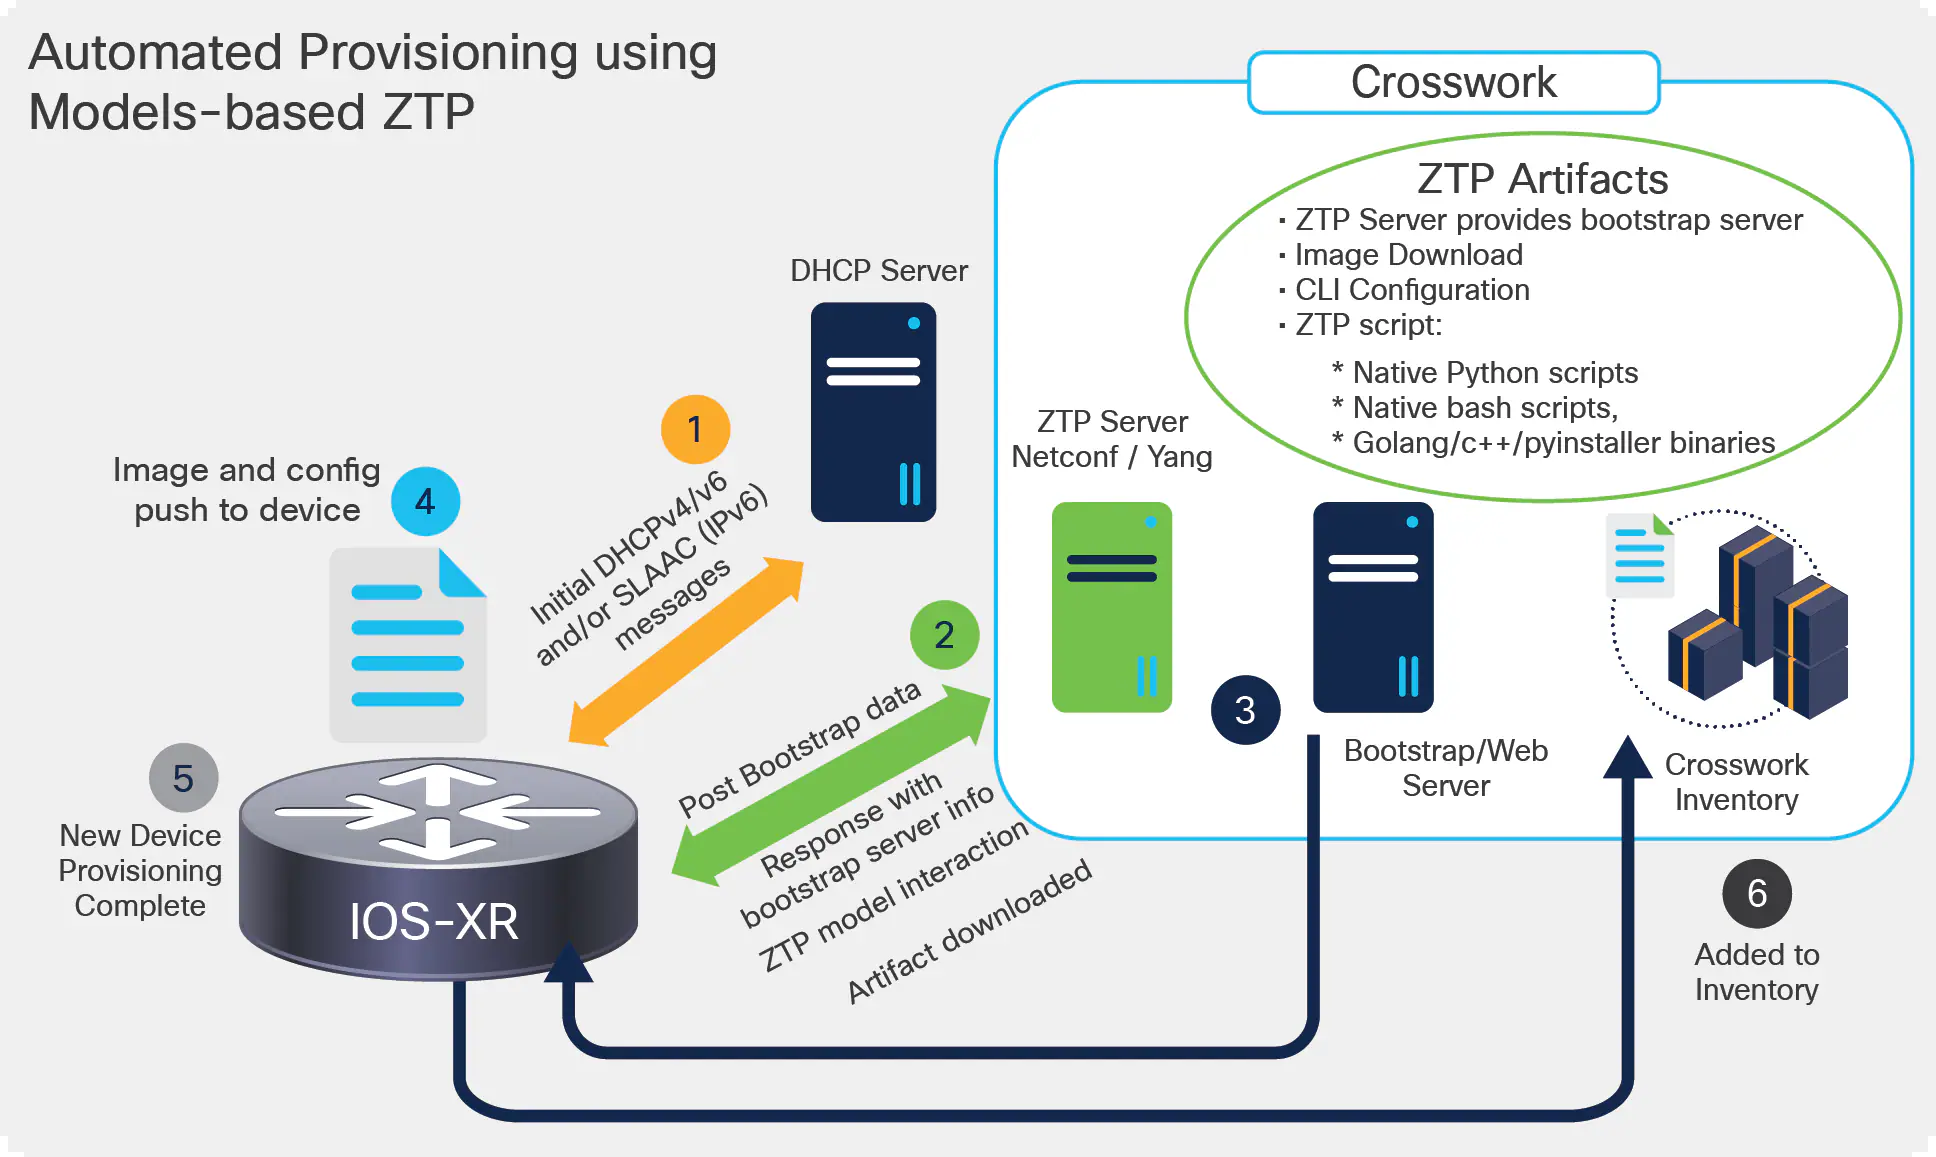 Automated Provisioning using
Models-based ZTP
Crosswork
ZTP Artifacts
· ZTP Server provides bootstrap server
· Image Download
· CLI Configuration
· ZTP script:
* Native Python scripts
* Native bash scripts,
* Golang/c++/pyinstaller binaries
DHCP Server
ZTP Server
Netconf / Yang
1
Initial DHCPv4/v6
and/or SLAAC (IPv6)
messages
Image and config
push to device
4
2
Post Bootstrap data
Response with
bootstrap server info
ZTP model interaction
Artifact downloaded
3
Bootstrap/Web
Server
Crosswork
Inventory
5
New Device
Provisioning
Complete
IOS-XR
6
Added to
Inventory